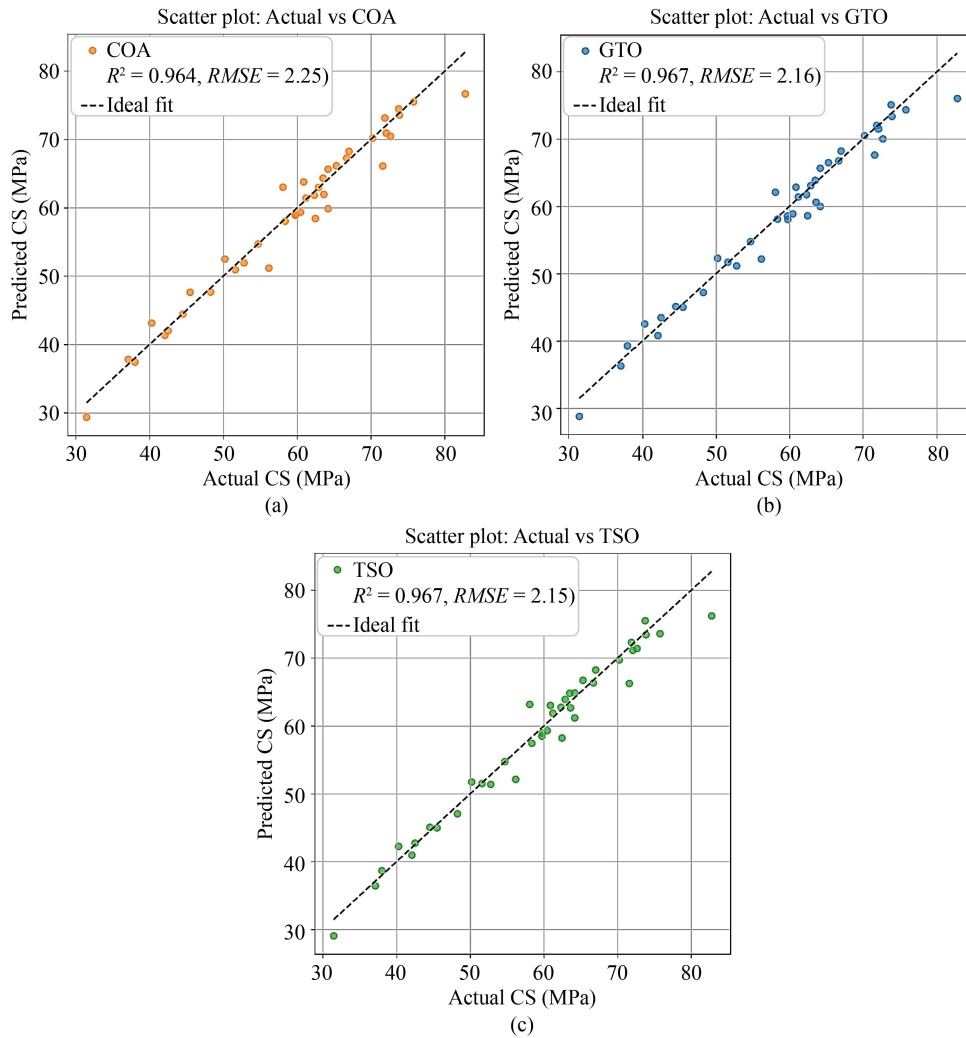 Scatter plot: Actual vs COA
COA
R² = 0.964, RMSE = 2.25)
Ideal fit
Predicted CS (MPa)
80
70
60
50
40
30
30 40 50 60 70 80
Actual CS (MPa)
(a)
Scatter plot: Actual vs GTO
GTO
R² = 0.967, RMSE = 2.16)
Ideal fit
Predicted CS (MPa)
80
70
60
50
40
30
30 40 50 60 70 80
Actual CS (MPa)
(b)
Scatter plot: Actual vs TSO
TSO
R² = 0.967, RMSE = 2.15)
Ideal fit
Predicted CS (MPa)
80
70
60
50
40
30
30 40 50 60 70 80
Actual CS (MPa)
(c)